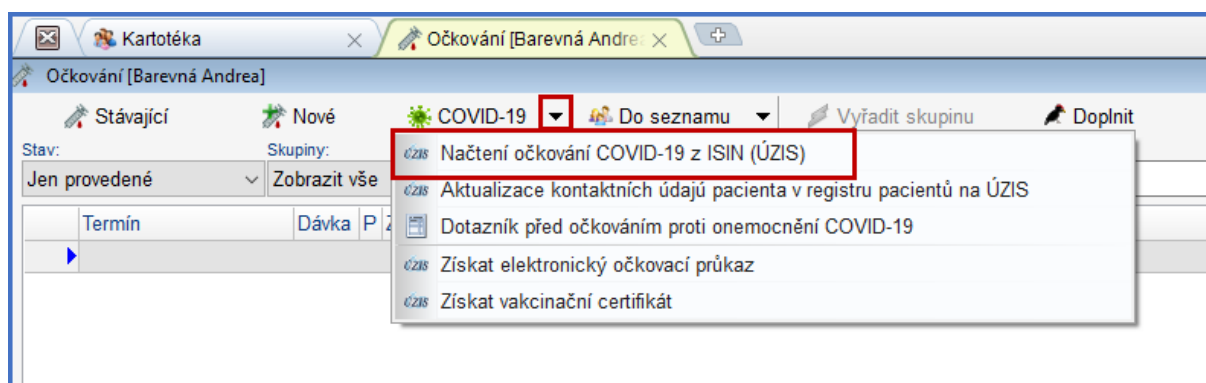 Kartotéka
Očkování [Barevná Andrea
Očkování [Barevná Andrea]
Stávající Nové COVID-19 Do seznamu Vyřadit skupinu Doplnit
Stav: Skupiny:
Jen provedené Zobrazit vše
ÚZIS Načtení očkování COVID-19 z ISIN (ÚZIS)
ÚZIS Aktualizace kontaktních údajů pacienta v registru pacientů na ÚZIS
Termín Dávka P
Dotazník před očkováním proti onemocnění COVID-19
ÚZIS Získat elektronický očkovací průkaz
ÚZIS Získat vakcinační certifikát